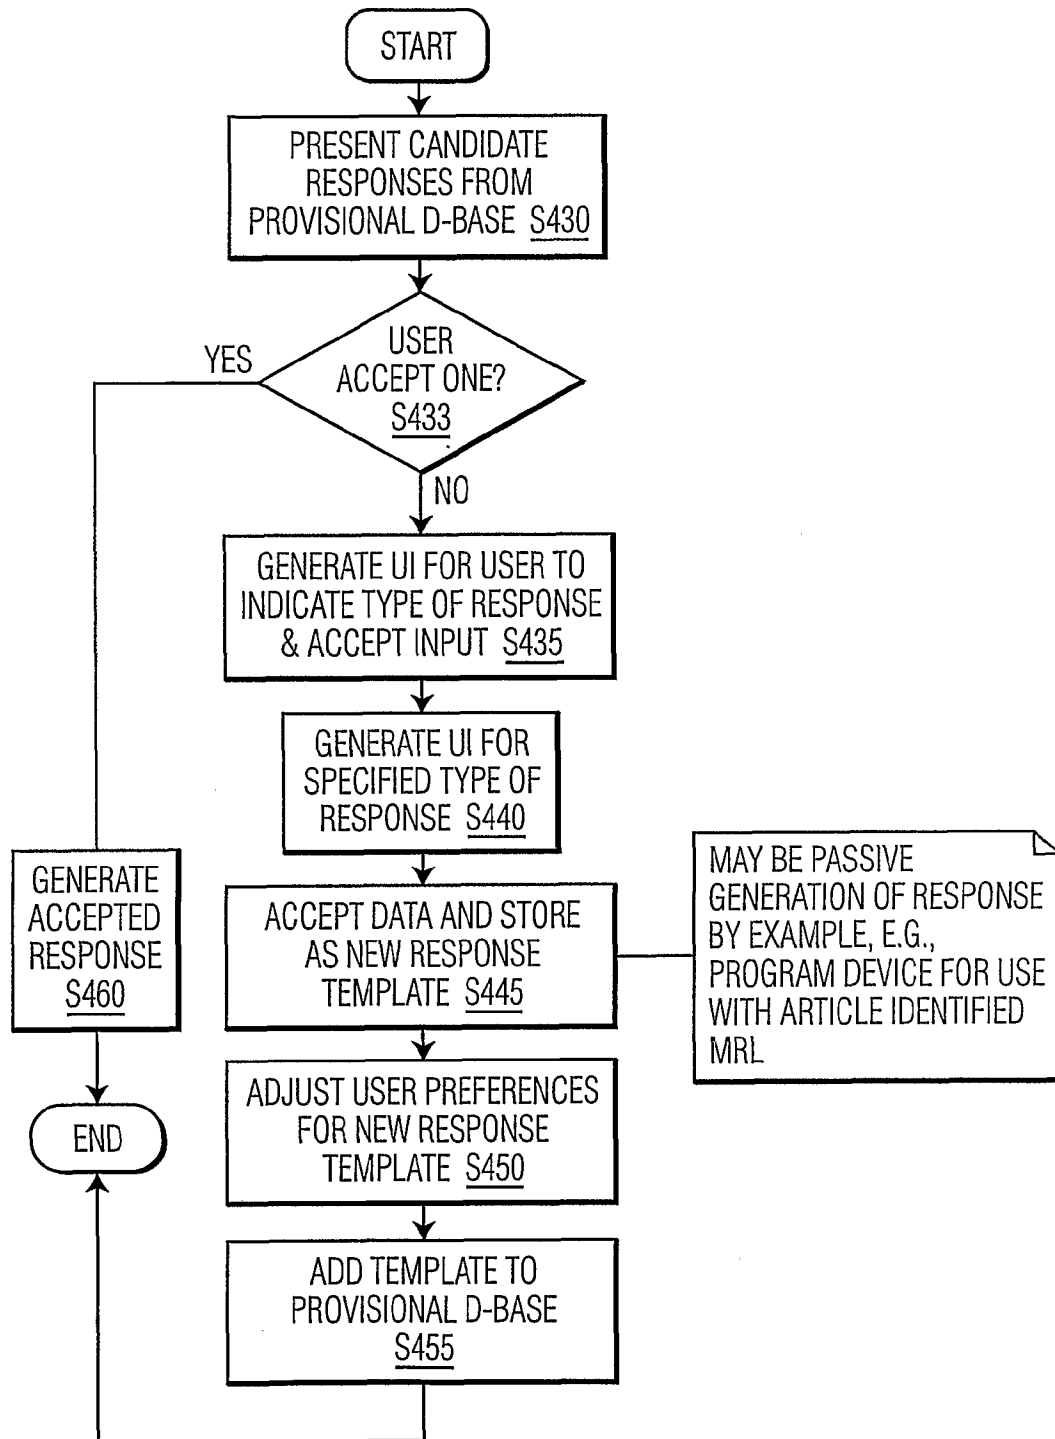 START
PRESENT CANDIDATE
RESPONSES FROM
PROVISIONAL D-BASE S430
USER
ACCEPT ONE?
S433
YES
NO
GENERATE UI FOR USER TO
INDICATE TYPE OF RESPONSE
& ACCEPT INPUT S435
GENERATE UI FOR
SPECIFIED TYPE OF
RESPONSE S440
GENERATE
ACCEPTED
RESPONSE
S460
ACCEPT DATA AND STORE
AS NEW RESPONSE
TEMPLATE S445
MAY BE PASSIVE
GENERATION OF RESPONSE
BY EXAMPLE, E.G.,
PROGRAM DEVICE FOR USE
WITH ARTICLE IDENTIFIED
MRL
END
ADJUST USER PREFERENCES
FOR NEW RESPONSE
TEMPLATE S450
ADD TEMPLATE TO
PROVISIONAL D-BASE
S455